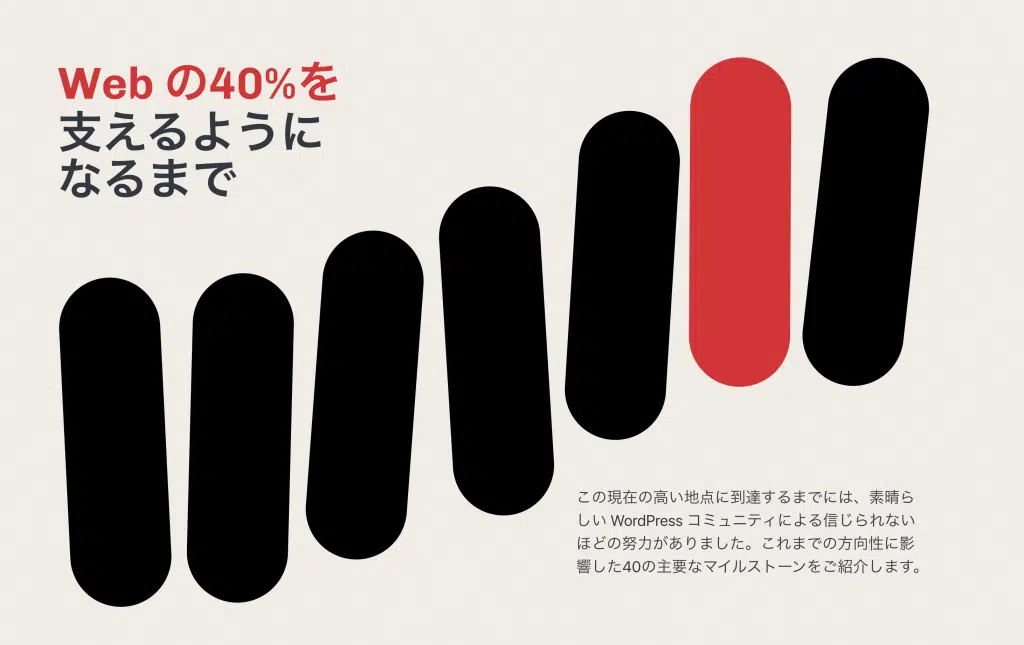 Web の40%を
支えるように
なるまで
この現在の高い地点に到達するまでには、素晴ら
しい WordPress コミュニティによる信じられない
ほどの努力がありました。これまでの方向性に影
響した40の主要なマイルストーンをご紹介します。